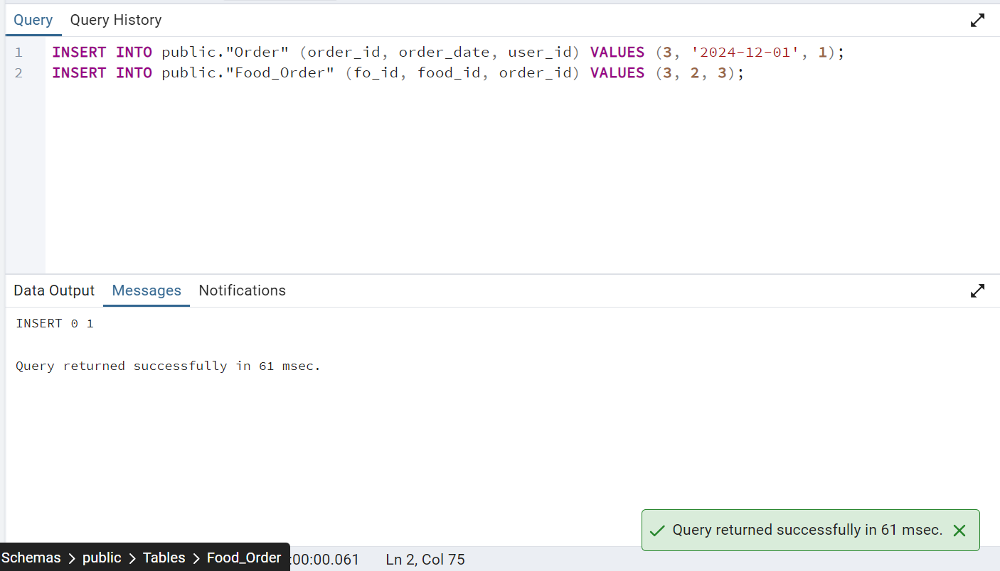 Query Query History
1 INSERT INTO public."Order" (order_id, order_date, user_id) VALUES (3, '2024-12-01', 1);
2 INSERT INTO public."Food_Order" (fo_id, food_id, order_id) VALUES (3, 2, 3);
Data Output Messages Notifications
INSERT 0 1
Query returned successfully in 61 msec.
Query returned successfully in 61 msec.
Schemas > public > Tables > Food_Order :00:00.061 Ln 2, Col 75